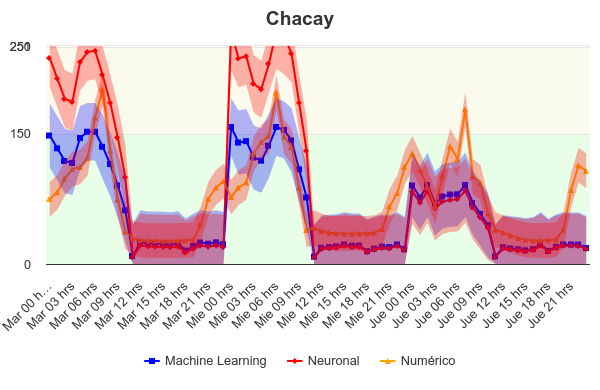 Chacay
250
150
0
Mar 00 h...
Mar 03 hrs
Mar 06 hrs
Mar 09 hrs
Mar 12 hrs
Mar 15 hrs
Mar 18 hrs
Mar 21 hrs
Mie 00 hrs
Mie 03 hrs
Mie 06 hrs
Mie 09 hrs
Mie 12 hrs
Mie 15 hrs
Mie 18 hrs
Mie 21 hrs
Jue 00 hrs
Jue 03 hrs
Jue 06 hrs
Jue 09 hrs
Jue 12 hrs
Jue 15 hrs
Jue 18 hrs
Jue 21 hrs
Machine Learning Neuronal Numérico